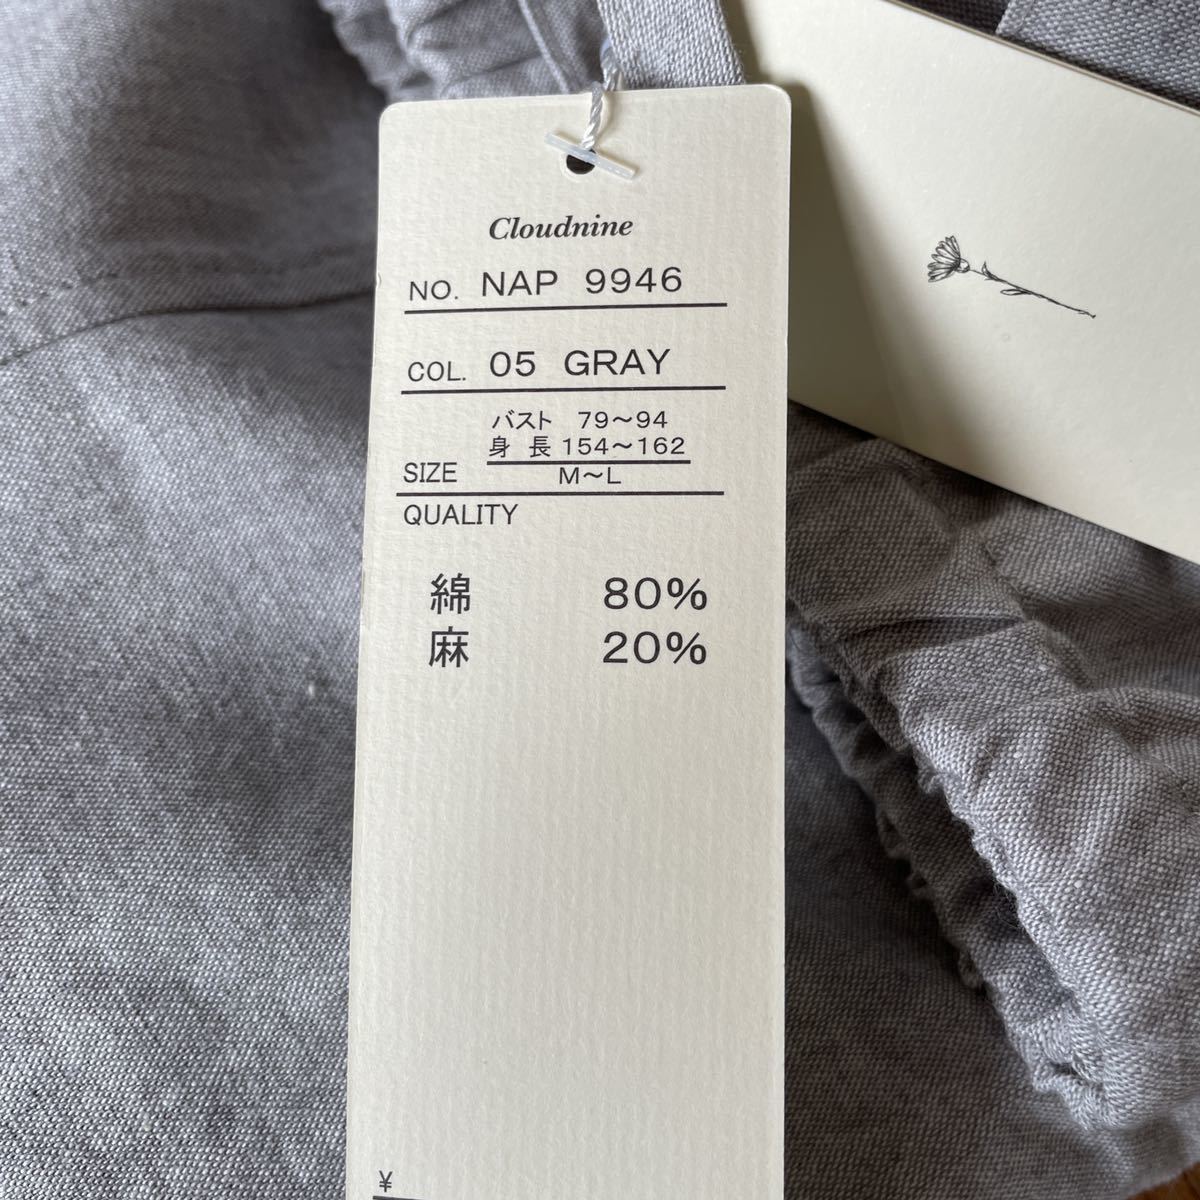 Cloudnine
NO. NAP 9946
COL. 05 GRAY
バスト 79～94
身 長 154～162
SIZE M～L
QUALITY
綿 80%
麻 20%
¥